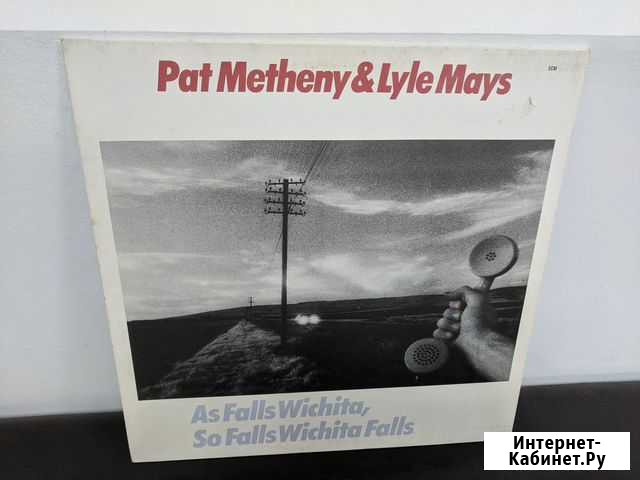 Pat Metheny & Lyle Mays
ECM
As Falls Wichita,
So Falls Wichita Falls
Интернет-
Кабинет.Ру